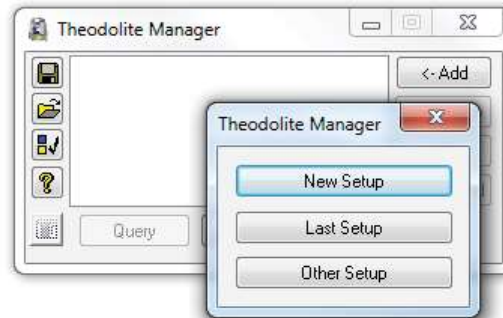 Theodolite Manager
<- Add
Theodolite Manager
New Setup
Last Setup
Other Setup
Query